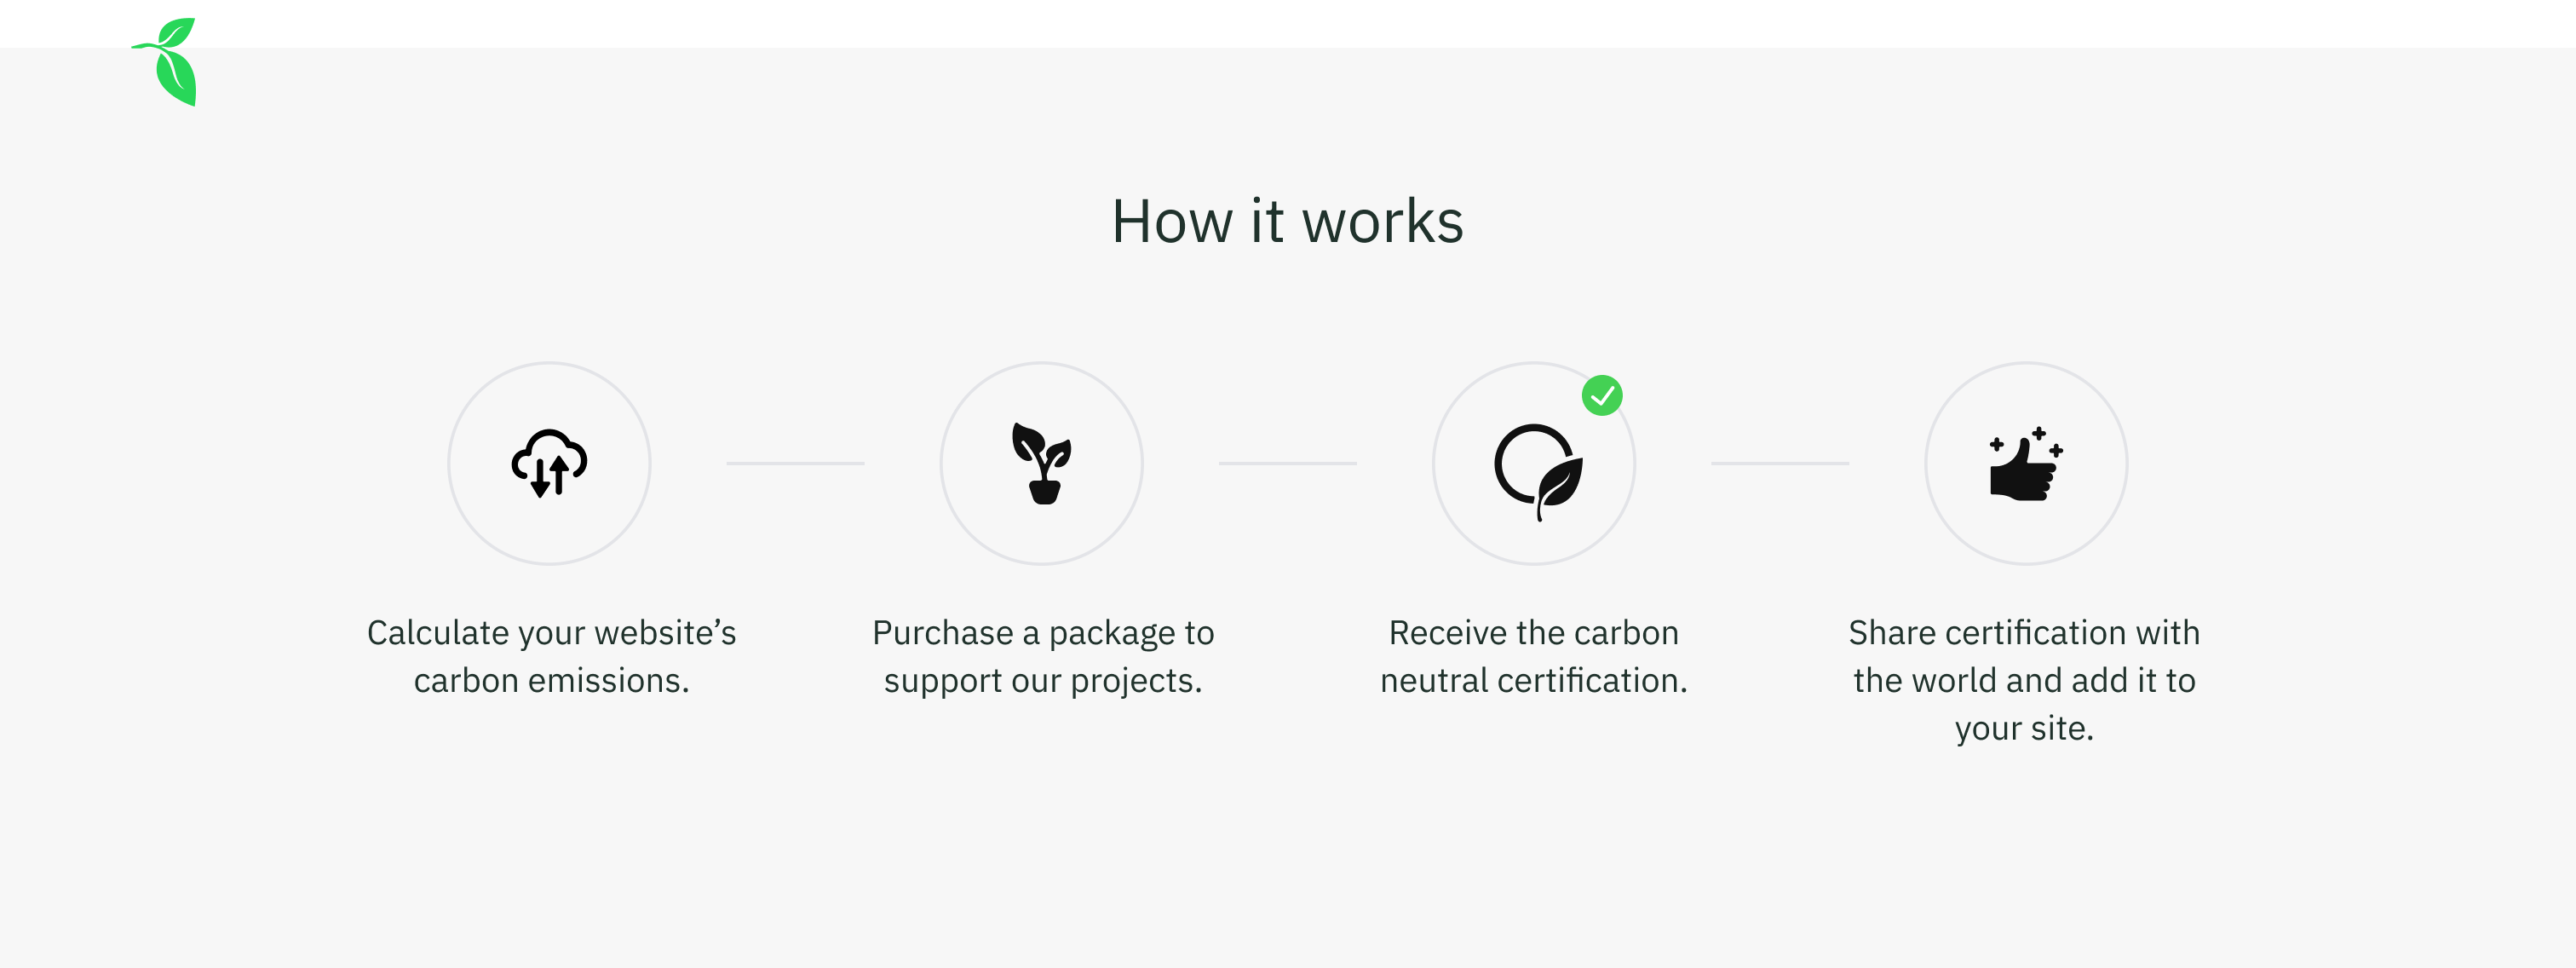 How it works
Calculate your website’s
carbon emissions.
Purchase a package to
support our projects.
Receive the carbon
neutral certification.
Share certification with
the world and add it to
your site.